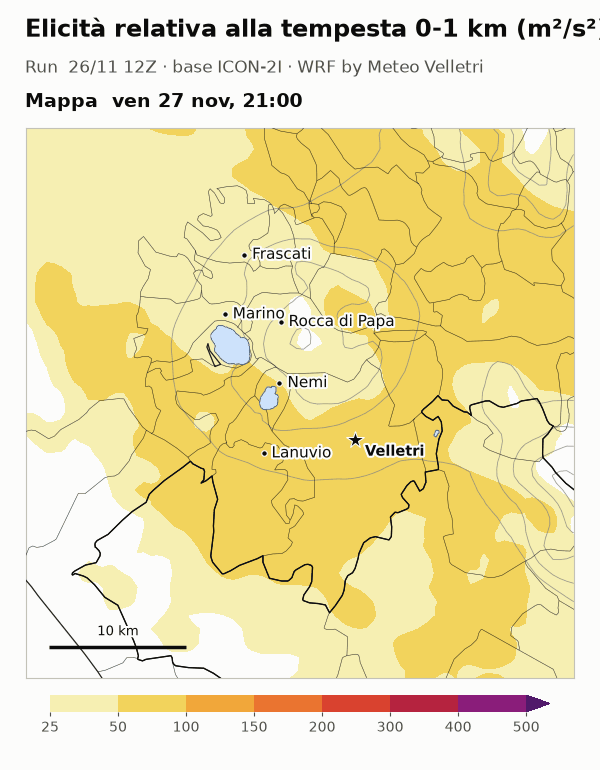 Elicità relativa alla tempesta 0-1 km (m²/s²)
Run 26/11 12Z · base ICON-2I · WRF by Meteo Velletri
Mappa ven 27 nov, 21:00
Frascati
Marino
Rocca di Papa
Nemi
Velletri
Lanuvio
10 km
25 50 100 150 200 300 400 500